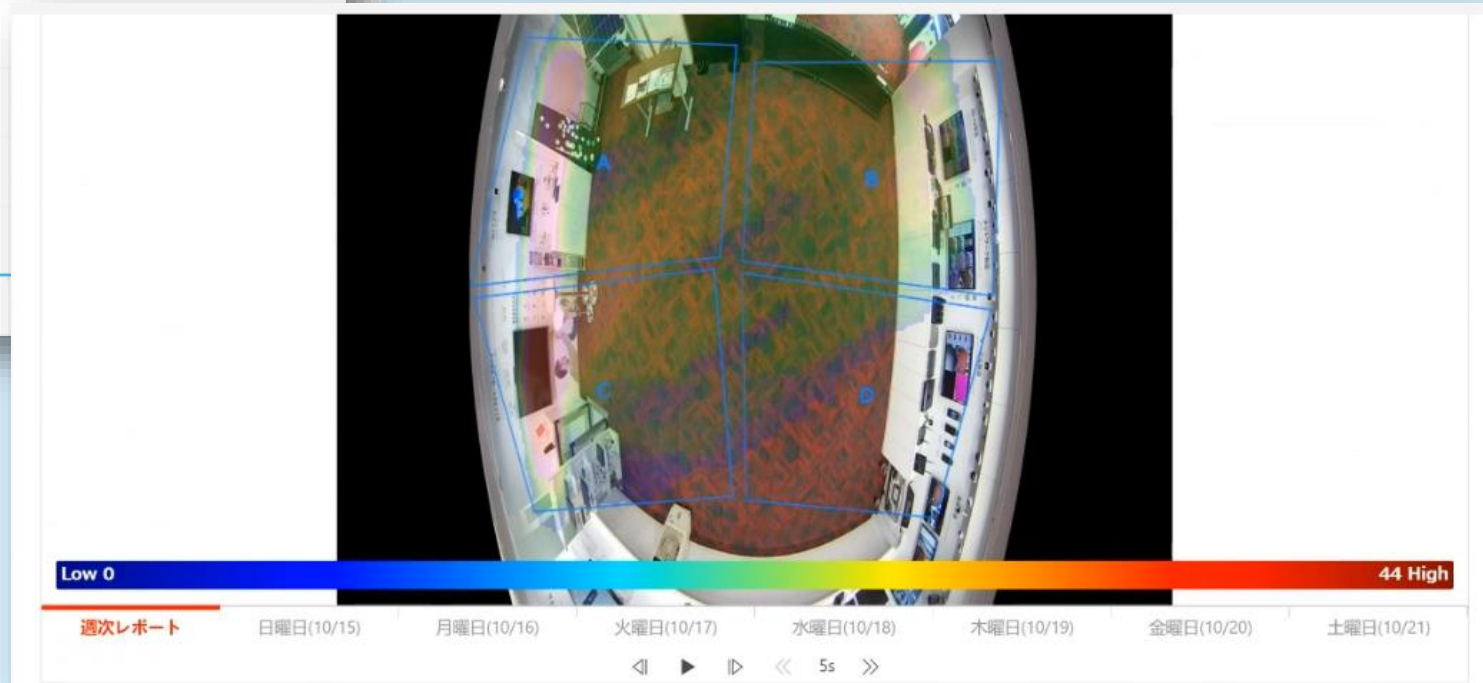 A
B
C
D
Low 0
44 High
週次レポート
日曜日(10/15)
月曜日(10/16)
火曜日(10/17)
水曜日(10/18)
木曜日(10/19)
金曜日(10/20)
土曜日(10/21)
5s